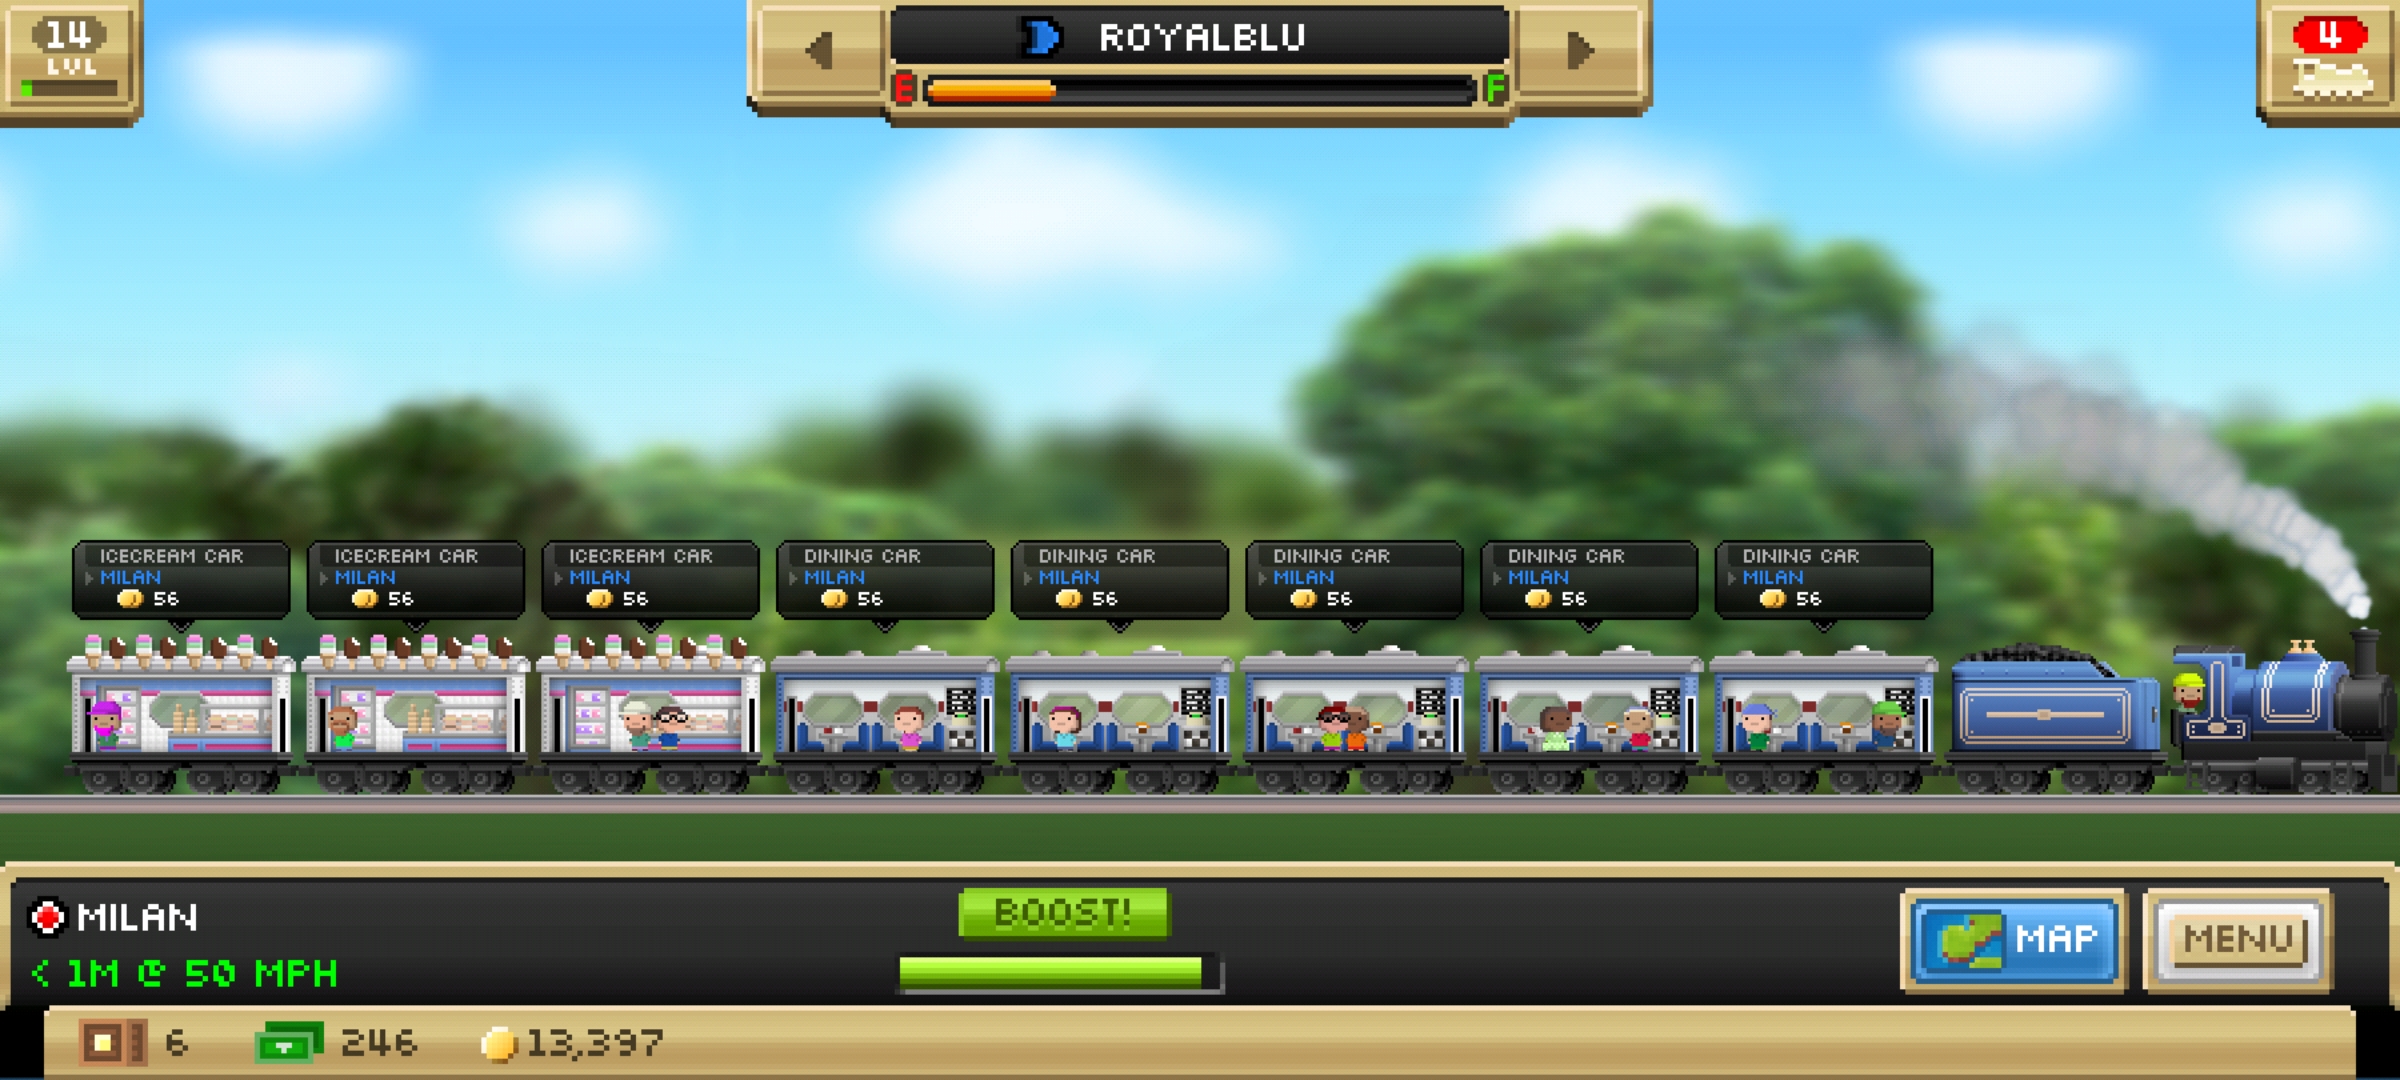 14
LVL
ROYALBLU
E F
4
ICECREAM CAR
MILAN
56
ICECREAM CAR
MILAN
56
ICECREAM CAR
MILAN
56
DINING CAR
MILAN
56
DINING CAR
MILAN
56
DINING CAR
MILAN
56
DINING CAR
MILAN
56
DINING CAR
MILAN
56
MILAN
< 1M @ 50 MPH
BOOST!
MAP
MENU
6 246 13,397